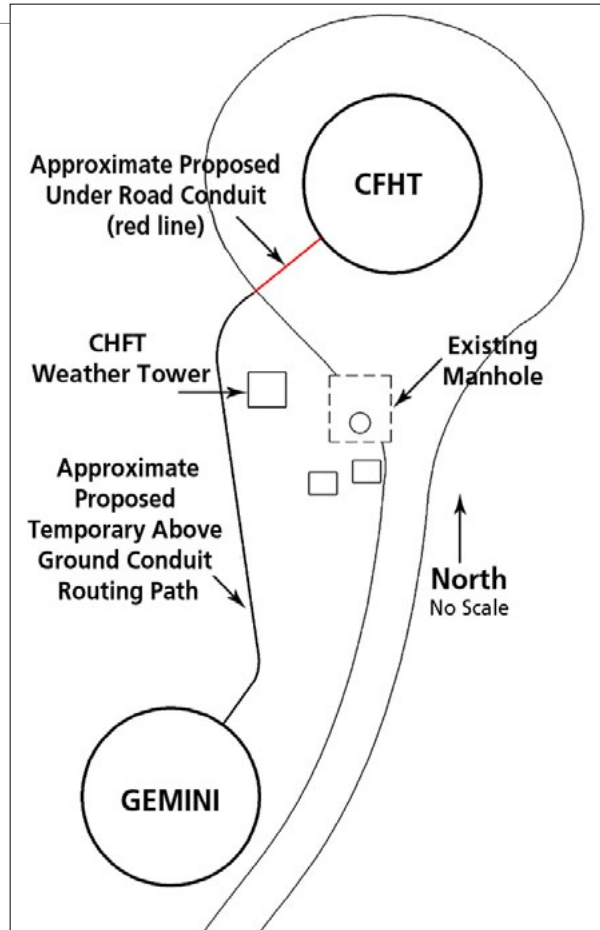 Approximate Proposed
Under Road Conduit
(red line)
CFHT
CHFT
Weather Tower
Existing
Manhole
Approximate
Proposed
Temporary Above
Ground Conduit
Routing Path
North
No Scale
GEMINI